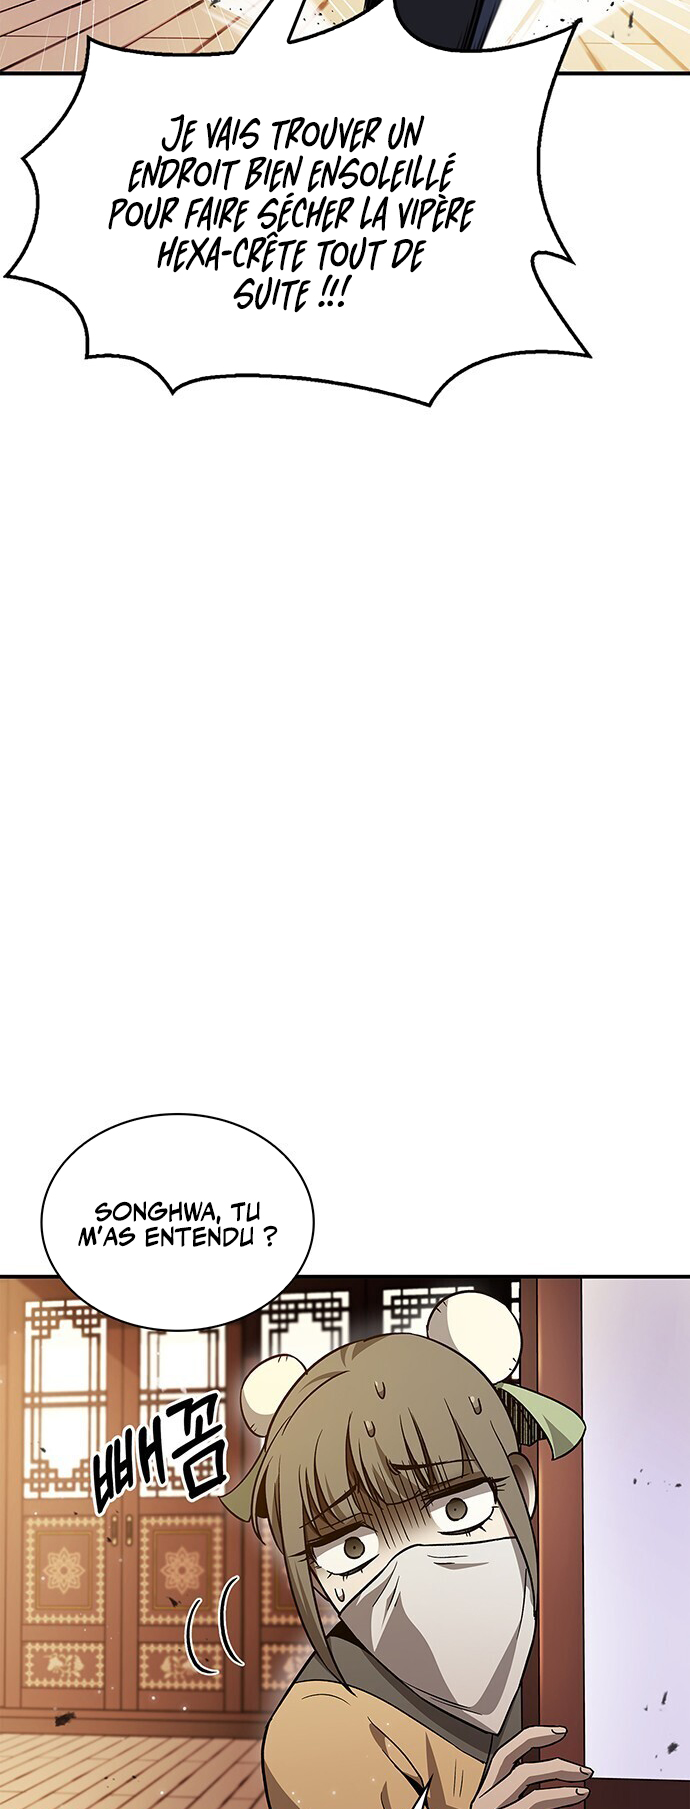 JE VAIS TROUVER UN
ENDROIT BIEN ENSOLEILLÉ
POUR FAIRE SÉCHER LA VIPÈRE
HEXA-CRÊTE TOUT DE
SUITE !!!
SONGHWA, TU
M'AS ENTENDU ?
빼꼼